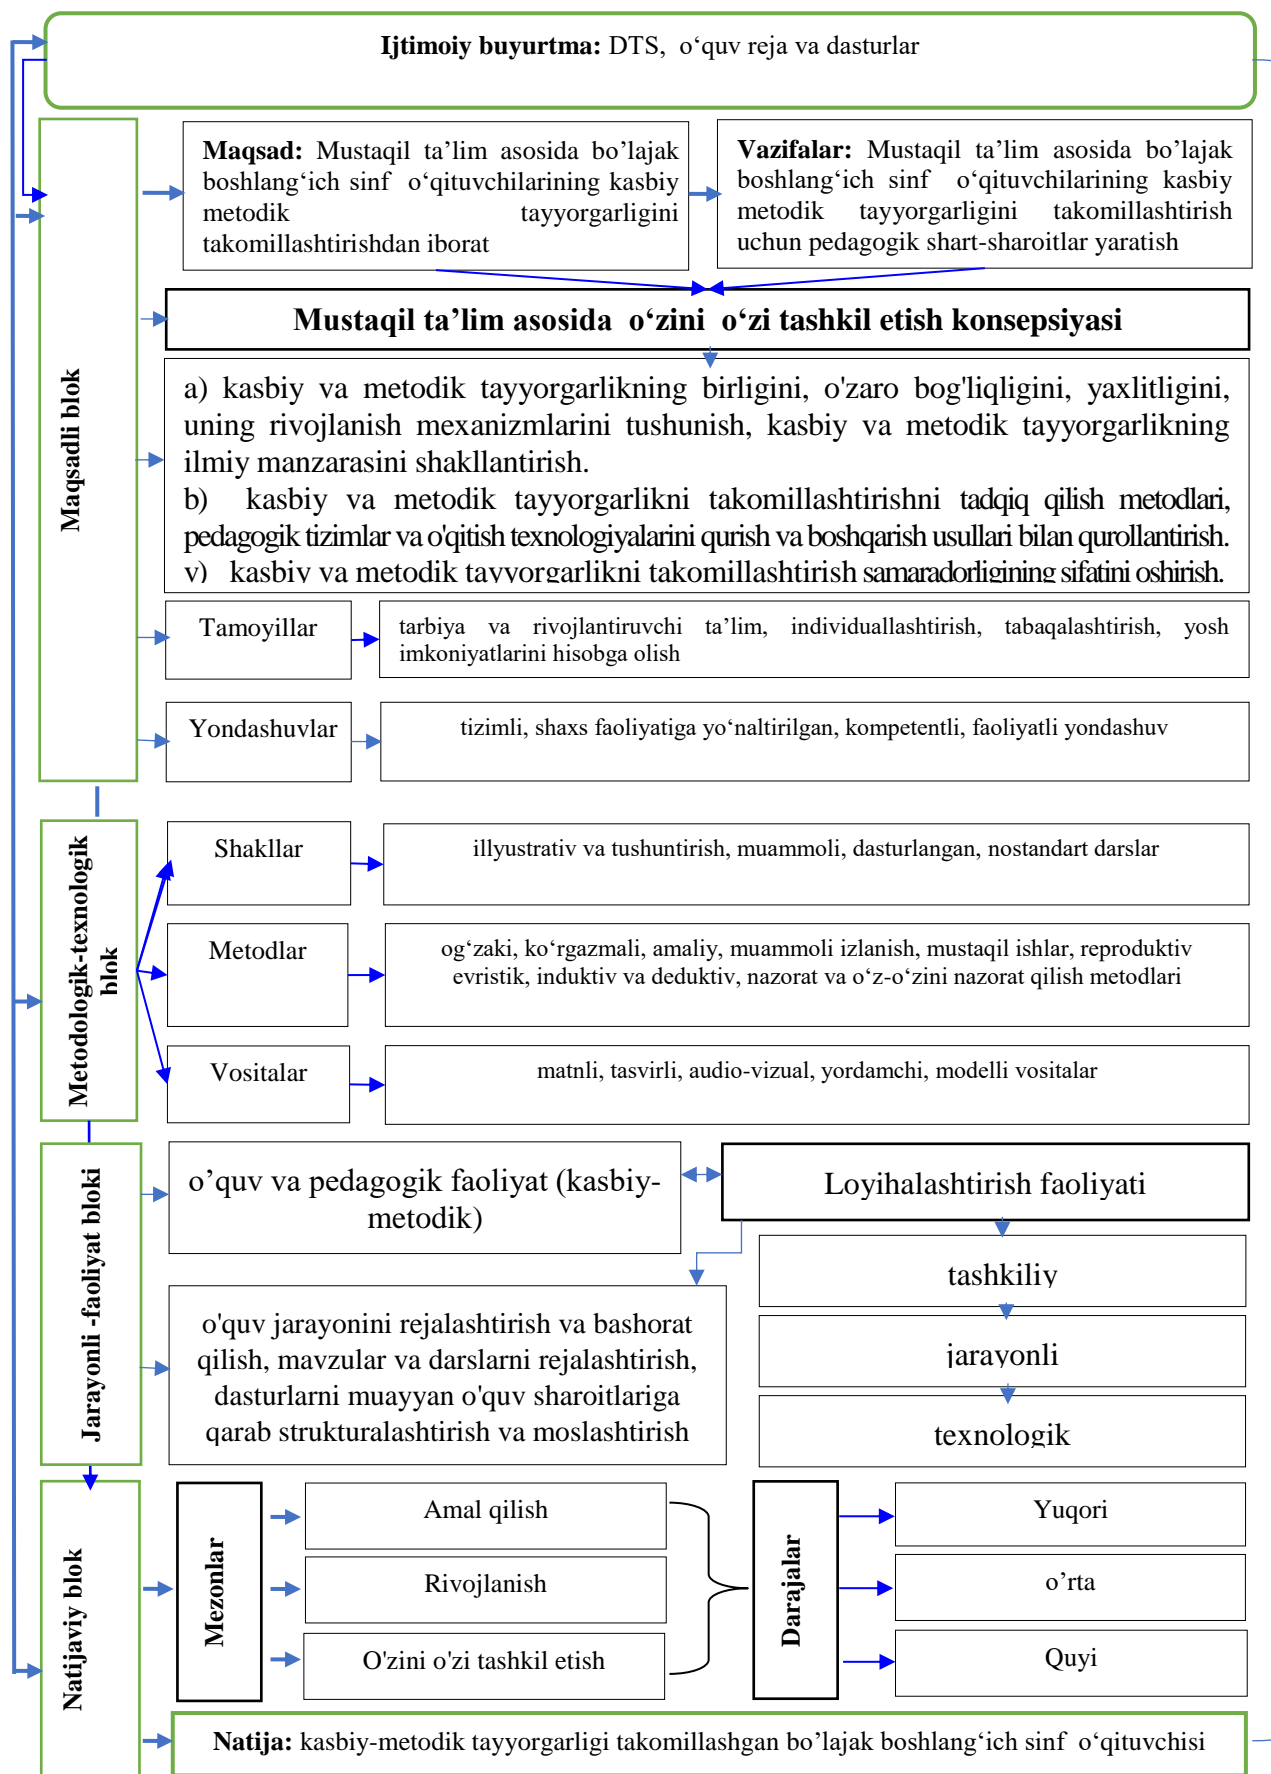 Ijtimoiy buyurtma: DTS, o‘quv reja va dasturlar
Maqsadli blok
Maqsad: Mustaqil ta’lim asosida bo’lajak
boshlang‘ich sinf o‘qituvchilarining kasbiy
metodik tayyorgarligini
takomillashtirishdan iborat
Vazifalar: Mustaqil ta’lim asosida bo’lajak
boshlang‘ich sinf o‘qituvchilarining kasbiy
metodik tayyorgarligini takomillashtirish
uchun pedagogik shart-sharoitlar yaratish
Mustaqil ta’lim asosida o‘zini o‘zi tashkil etish konsepsiyasi
a) kasbiy va metodik tayyorgarlikning birligini, o'zaro bog'liqligini, yaxlitligini,
uning rivojlanish mexanizmlarini tushunish, kasbiy va metodik tayyorgarlikning
ilmiy manzarasini shakllantirish.
b) kasbiy va metodik tayyorgarlikni takomillashtirishni tadqiq qilish metodlari,
pedagogik tizimlar va o'qitish texnologiyalarini qurish va boshqarish usullari bilan qurollantirish.
v) kasbiy va metodik tayyorgarlikni takomillashtirish samaradorligining sifatini oshirish.
Tamoyillar
tarbiya va rivojlantiruvchi ta’lim, individuallashtirish, tabaqalashtirish, yosh
imkoniyatlarini hisobga olish
Yondashuvlar
tizimli, shaxs faoliyatiga yo‘naltirilgan, kompetentli, faoliyatli yondashuv
Metodologik-texnologik
blok
Shakllar
illyustrativ va tushuntirish, muammoli, dasturlangan, nostandart darslar
Metodlar
og‘zaki, ko‘rgazmali, amaliy, muammoli izlanish, mustaqil ishlar, reproduktiv
evristik, induktiv va deduktiv, nazorat va o‘z-o‘zini nazorat qilish metodlari
Vositalar
matnli, tasvirli, audio-vizual, yordamchi, modelli vositalar
Jarayonli -faoliyat bloki
o’quv va pedagogik faoliyat (kasbiy-
metodik)
Loyihalashtirish faoliyati
tashkiliy
jarayonli
texnologik
o'quv jarayonini rejalashtirish va bashorat
qilish, mavzular va darslarni rejalashtirish,
dasturlarni muayyan o'quv sharoitlariga
qarab strukturalashtirish va moslashtirish
Natijaviy blok
Mezonlar
Amal qilish
Rivojlanish
O'zini o'zi tashkil etish
Darajalar
Yuqori
o’rta
Quyi
Natija: kasbiy-metodik tayyorgarligi takomillashgan bo’lajak boshlang‘ich sinf o‘qituvchisi